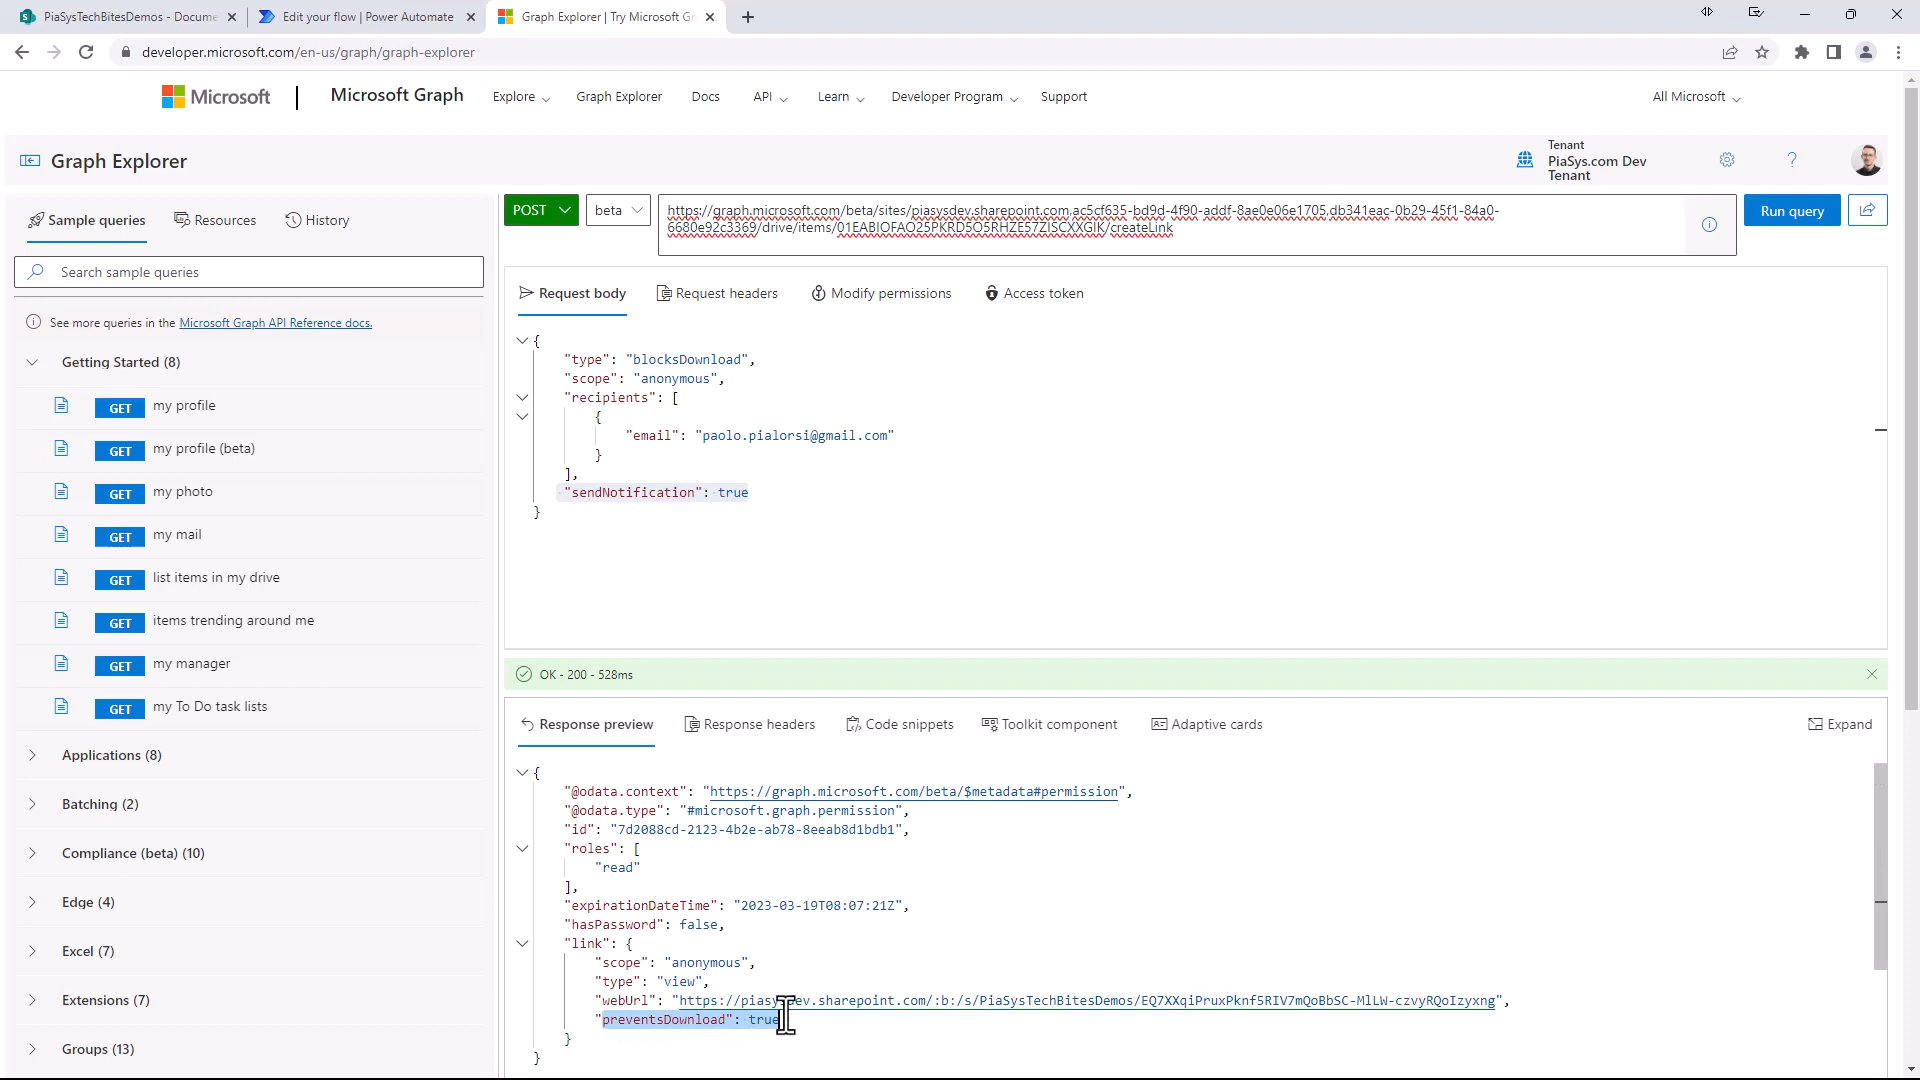 PiaSysTechBitesDemos - Docume
Edit your flow | Power Automate
Graph Explorer | Try Microsoft Gr
developer.microsoft.com/en-us/graph/graph-explorer
Microsoft
Microsoft Graph
Explore
Graph Explorer
Docs
API
Learn
Developer Program
Support
All Microsoft
Graph Explorer
Tenant
PiaSys.com Dev
Tenant
Sample queries
Resources
History
POST
beta
https://graph.microsoft.com/beta/sites/piasysdev.sharepoint.com,ac5cf635-bd9d-4f90-addf-8ae0e06e1705,db341eac-0b29-45f1-84a0-
6680e92c3369/drive/items/01EABIOFAO25PKRD5O5RHZE57ZISCXXGIK/createLink
Run query
Search sample queries
See more queries in the Microsoft Graph API Reference docs.
Getting Started (8)
GET my profile
GET my profile (beta)
GET my photo
GET my mail
GET list items in my drive
GET items trending around me
GET my manager
GET my To Do task lists
Applications (8)
Batching (2)
Compliance (beta) (10)
Edge (4)
Excel (7)
Extensions (7)
Groups (13)
Request body
Request headers
Modify permissions
Access token
{
"type": "blocksDownload",
"scope": "anonymous",
"recipients": [
{
"email": "paolo.pialorsi@gmail.com"
}
],
"sendNotification": true
}
OK - 200 - 528ms
Response preview
Response headers
Code snippets
Toolkit component
Adaptive cards
Expand
{
"@odata.context": "https://graph.microsoft.com/beta/$metadata#permission",
"@odata.type": "#microsoft.graph.permission",
"id": "7d2088cd-2123-4b2e-ab78-8eeab8d1bdb1",
"roles": [
"read"
],
"expirationDateTime": "2023-03-19T08:07:21Z",
"hasPassword": false,
"link": {
"scope": "anonymous",
"type": "view",
"webUrl": "https://piasysdev.sharepoint.com/:b:/s/PiaSysTechBitesDemos/EQ7XXqiPruxPknf5RIV7mQoBbSC-MlLW-czvyRQoIzyxng",
"preventsDownload": true
}
}